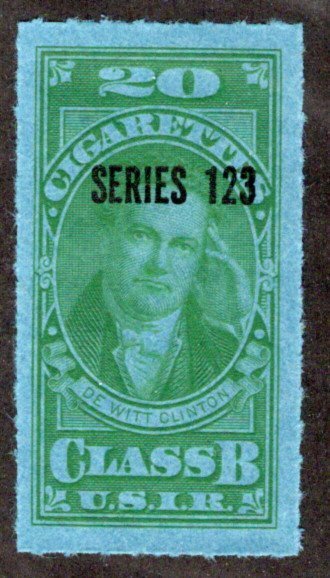 20
CIGARETTES
SERIES 123
DE WITT CLINTON
CLASS B
U.S.I.R.